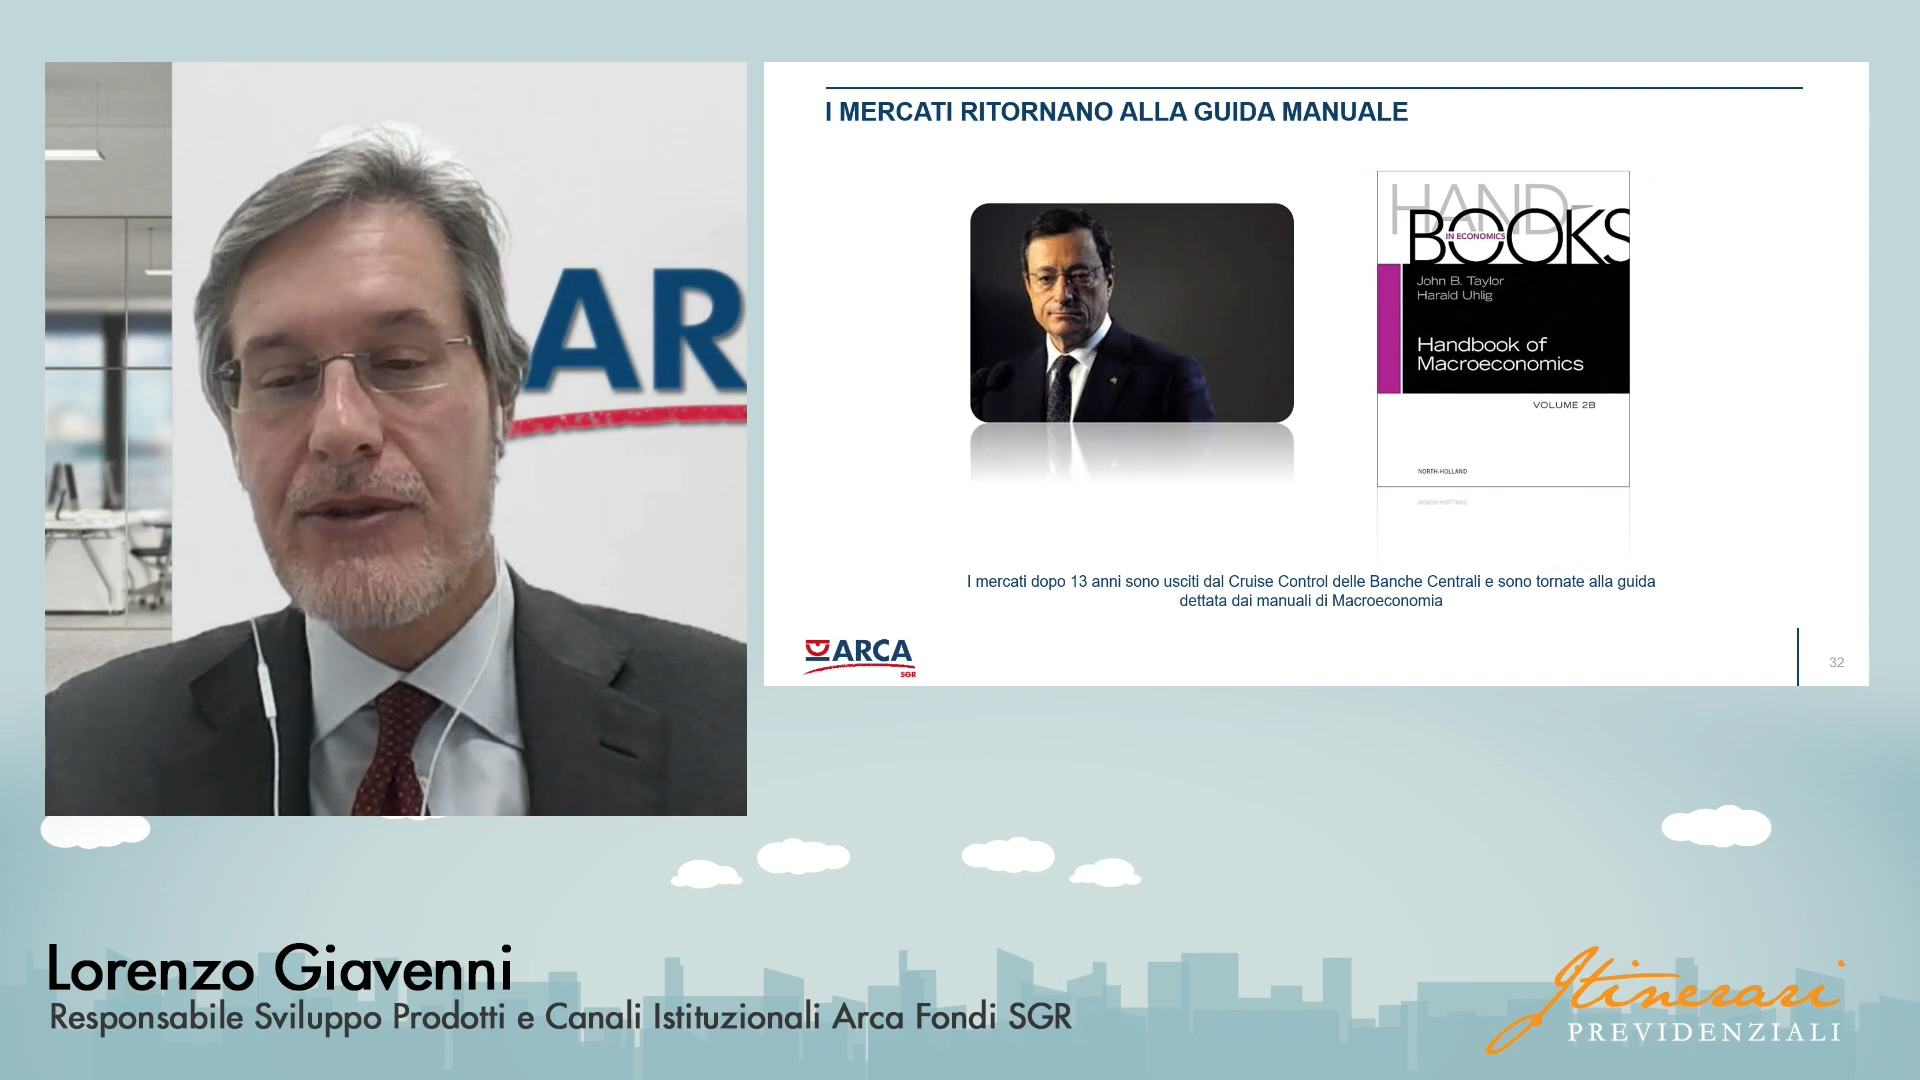 AR
I MERCATI RITORNANO ALLA GUIDA MANUALE
HAND-
BOOKS
IN ECONOMICS
John B. Taylor
Harald Uhlig
Handbook of
Macroeconomics
VOLUME 2B
NORTH-HOLLAND
I mercati dopo 13 anni sono usciti dal Cruise Control delle Banche Centrali e sono tornate alla guida
dettata dai manuali di Macroeconomia
ARCA
SGR
32
Lorenzo Giavenni
Responsabile Sviluppo Prodotti e Canali Istituzionali Arca Fondi SGR
Itinerari
PREVIDENZIALI